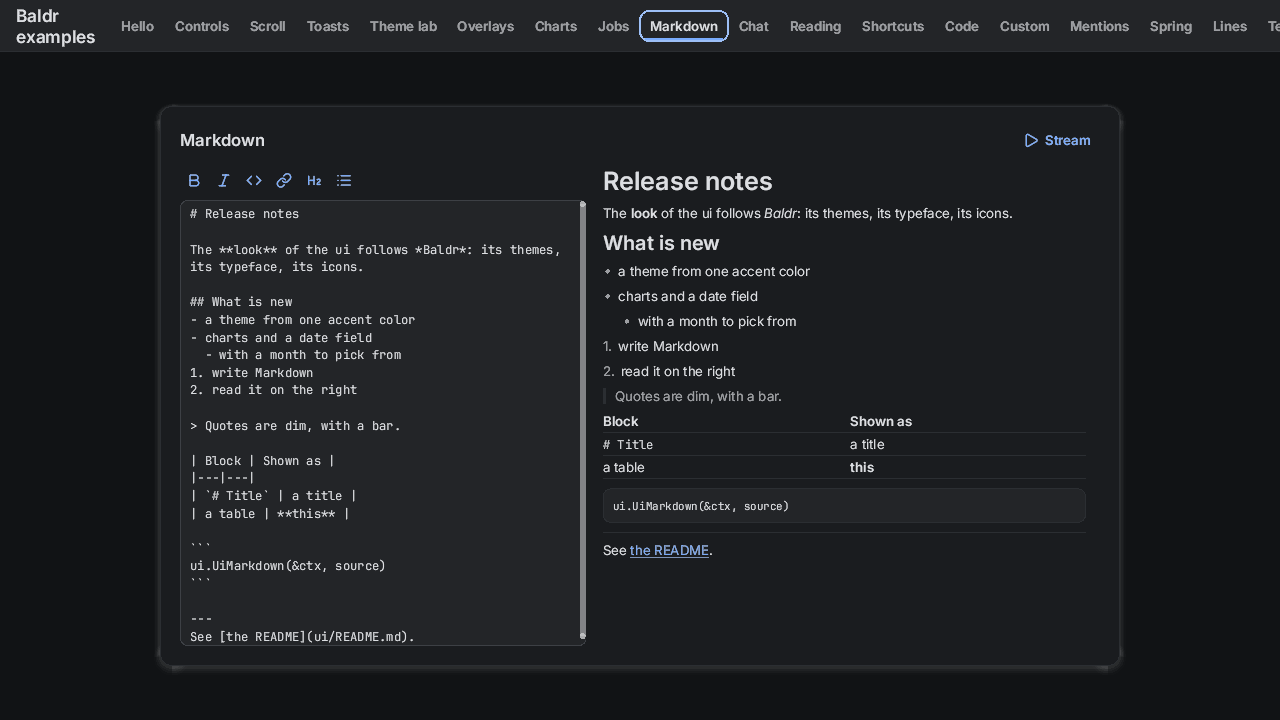 Baldr examples
Hello Controls Scroll Toasts Theme lab Overlays Charts Jobs Markdown Chat Reading Shortcuts Code Custom Mentions Spring Lines
Markdown
Stream
B I <> H2
# Release notes
The **look** of the ui follows *Baldr*: its themes,
its typeface, its icons.
## What is new
- a theme from one accent color
- charts and a date field
  - with a month to pick from
1. write Markdown
2. read it on the right
> Quotes are dim, with a bar.
| Block | Shown as |
|---|---|
| `# Title` | a title |
| a table | **this** |
```
ui.UiMarkdown(&ctx, source)
```
---
See [the README](ui/README.md).
Release notes
The look of the ui follows Baldr: its themes, its typeface, its icons.
What is new
• a theme from one accent color
• charts and a date field
• with a month to pick from
1. write Markdown
2. read it on the right
Quotes are dim, with a bar.
Block Shown as
# Title a title
a table this
ui.UiMarkdown(&ctx, source)
See the README.